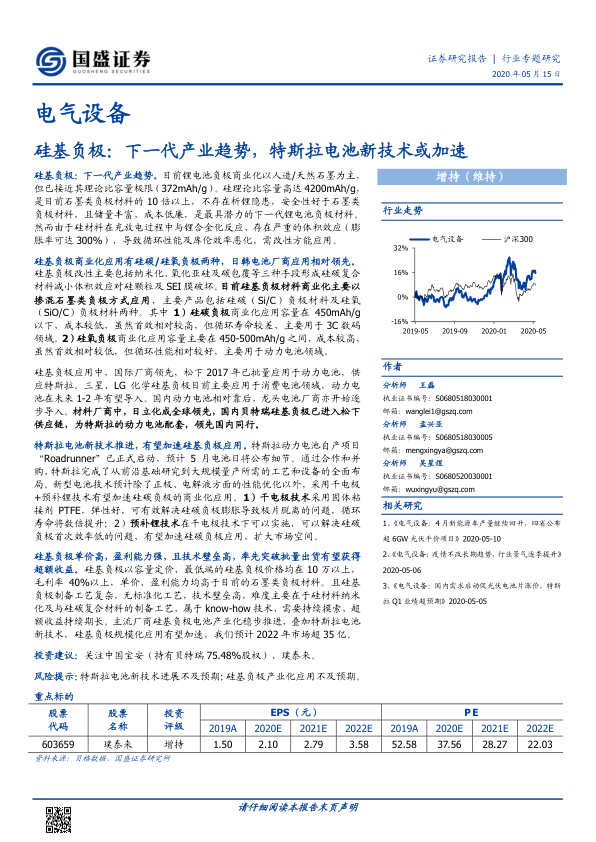 国盛证券
GUOSHENG SECURITIES
证券研究报告 | 行业专题研究
2020 年 05 月 15 日
电气设备
硅基负极：下一代产业趋势，特斯拉电池新技术或加速
硅基负极：下一代产业趋势。目前锂电池负极商业化以人造/天然石墨为主，
但已接近其理论比容量极限（372mAh/g）。硅理论比容量高达 4200mAh/g，
是目前石墨类负极材料的 10 倍以上，不存在析锂隐患，安全性好于石墨类
负极材料，且储量丰富，成本低廉，是最具潜力的下一代锂电池负极材料。
然而由于硅材料在充放电过程中与锂合金化反应，存在严重的体积效应（膨
胀率可达 300%），导致循环性能及库伦效率恶化，需改性方能应用。
硅基负极商业化应用有硅碳/硅氧负极两种，日韩电池厂商应用相对领先。
硅基负极改性主要包括纳米化,氧化亚硅及碳包覆等三种手段形成硅碳复合
材料减小体积效应对硅颗粒及 SEI 膜破坏。目前硅基负极材料商业化主要以
掺混石墨类负极方式应用，主要产品包括硅碳（Si/C）负极材料及硅氧
（SiO/C）负极材料两种。其中 1）硅碳负极商业化应用容量在 450mAh/g
以下，成本较低，虽然首效相对较高，但循环寿命较差，主要用于 3C 数码
领域。2）硅氧负极商业化应用容量主要在 450-500mAh/g 之间，成本较高，
虽然首效相对较低，但循环性能相对较好，主要用于动力电池领域。
硅基负极应用中，国际厂商领先，松下 2017 年已批量应用于动力电池，供
应特斯拉。三星，LG 化学硅基负极目前主要应用于消费电池领域，动力电
池在未来 1-2 年有望导入。国内动力电池相对靠后，龙头电池厂商亦开始逐
步导入。材料厂商中，日立化成全球领先，国内贝特瑞硅基负极已进入松下
供应链，为特斯拉的动力电池配套，领先国内同行。
特斯拉电池新技术推进，有望加速硅基负极应用。特斯拉动力电池自产项目
“Roadrunner”已正式启动，预计 5 月电池日将公布细节。通过合作和并
购，特斯拉完成了从前沿基础研究到大规模量产所需的工艺和设备的全面布
局。新型电池技术预计除了正极、电解液方面的性能优化以外，采用干电极
+预补锂技术有望加速硅碳负极的商业化应用。1）干电极技术采用固体粘
接剂 PTFE，弹性好，可有效解决硅碳负极膨胀导致极片脱离的问题，循环
寿命将数倍提升；2）预补锂技术在干电极技术下可以实施，可以解决硅碳
负极首次效率低的问题，有望加速硅碳负极应用，扩大市场空间。
硅基负极单价高，盈利能力强，且技术壁垒高，率先突破批量出货有望获得
超额收益。硅基负极以容量定价，最低端的硅基负极价格均在 10 万以上，
毛利率 40%以上，单价、盈利能力均高于目前的石墨类负极材料。且硅基
负极制备工艺复杂，无标准化工艺，技术壁垒高，难度主要在于硅材料纳米
化及与硅碳复合材料的制备工艺，属于 know-how 技术，需要持续摸索，超
额收益持续期长。主流厂商硅基负极电池产业化稳步推进，叠加特斯拉电池
新技术，硅基负极规模化应用有望加速，我们预计 2022 年市场超 35 亿。
投资建议：关注中国宝安（持有贝特瑞 75.48%股权）、璞泰来。
风险提示：特斯拉电池新技术进展不及预期；硅基负极产业化应用不及预期。
增持（维持）
行业走势
电气设备 沪深300
32%
16%
0%
-16%
2019-05 2019-09 2020-01 2020-05
作者
分析师 王磊
执业证书编号：S0680518030001
邮箱：wanglei1@gszq.com
分析师 孟兴亚
执业证书编号：S0680518030005
邮箱：mengxingya@gszq.com
分析师 吴星煜
执业证书编号：S0680520030001
邮箱：wuxingyu@gszq.com
相关研究
1、《电气设备：4 月新能源车产量继续回升，四省公布
超 6GW 光伏平价项目》2020-05-10
2、《电气设备：疫情不改长期趋势，行业景气逐季提升》
2020-05-06
3、《电气设备：国内需求启动促光伏电池片涨价，特斯
拉 Q1 业绩超预期》2020-05-05
重点标的
股票 股票 投资 EPS（元） P E
代码 名称 评级 2019A 2020E 2021E 2022E 2019A 2020E 2021E 2022E
603659 璞泰来 增持 1.50 2.10 2.79 3.58 52.58 37.56 28.27 22.03
资料来源：贝格数据，国盛证券研究所
请仔细阅读本报告末页声明